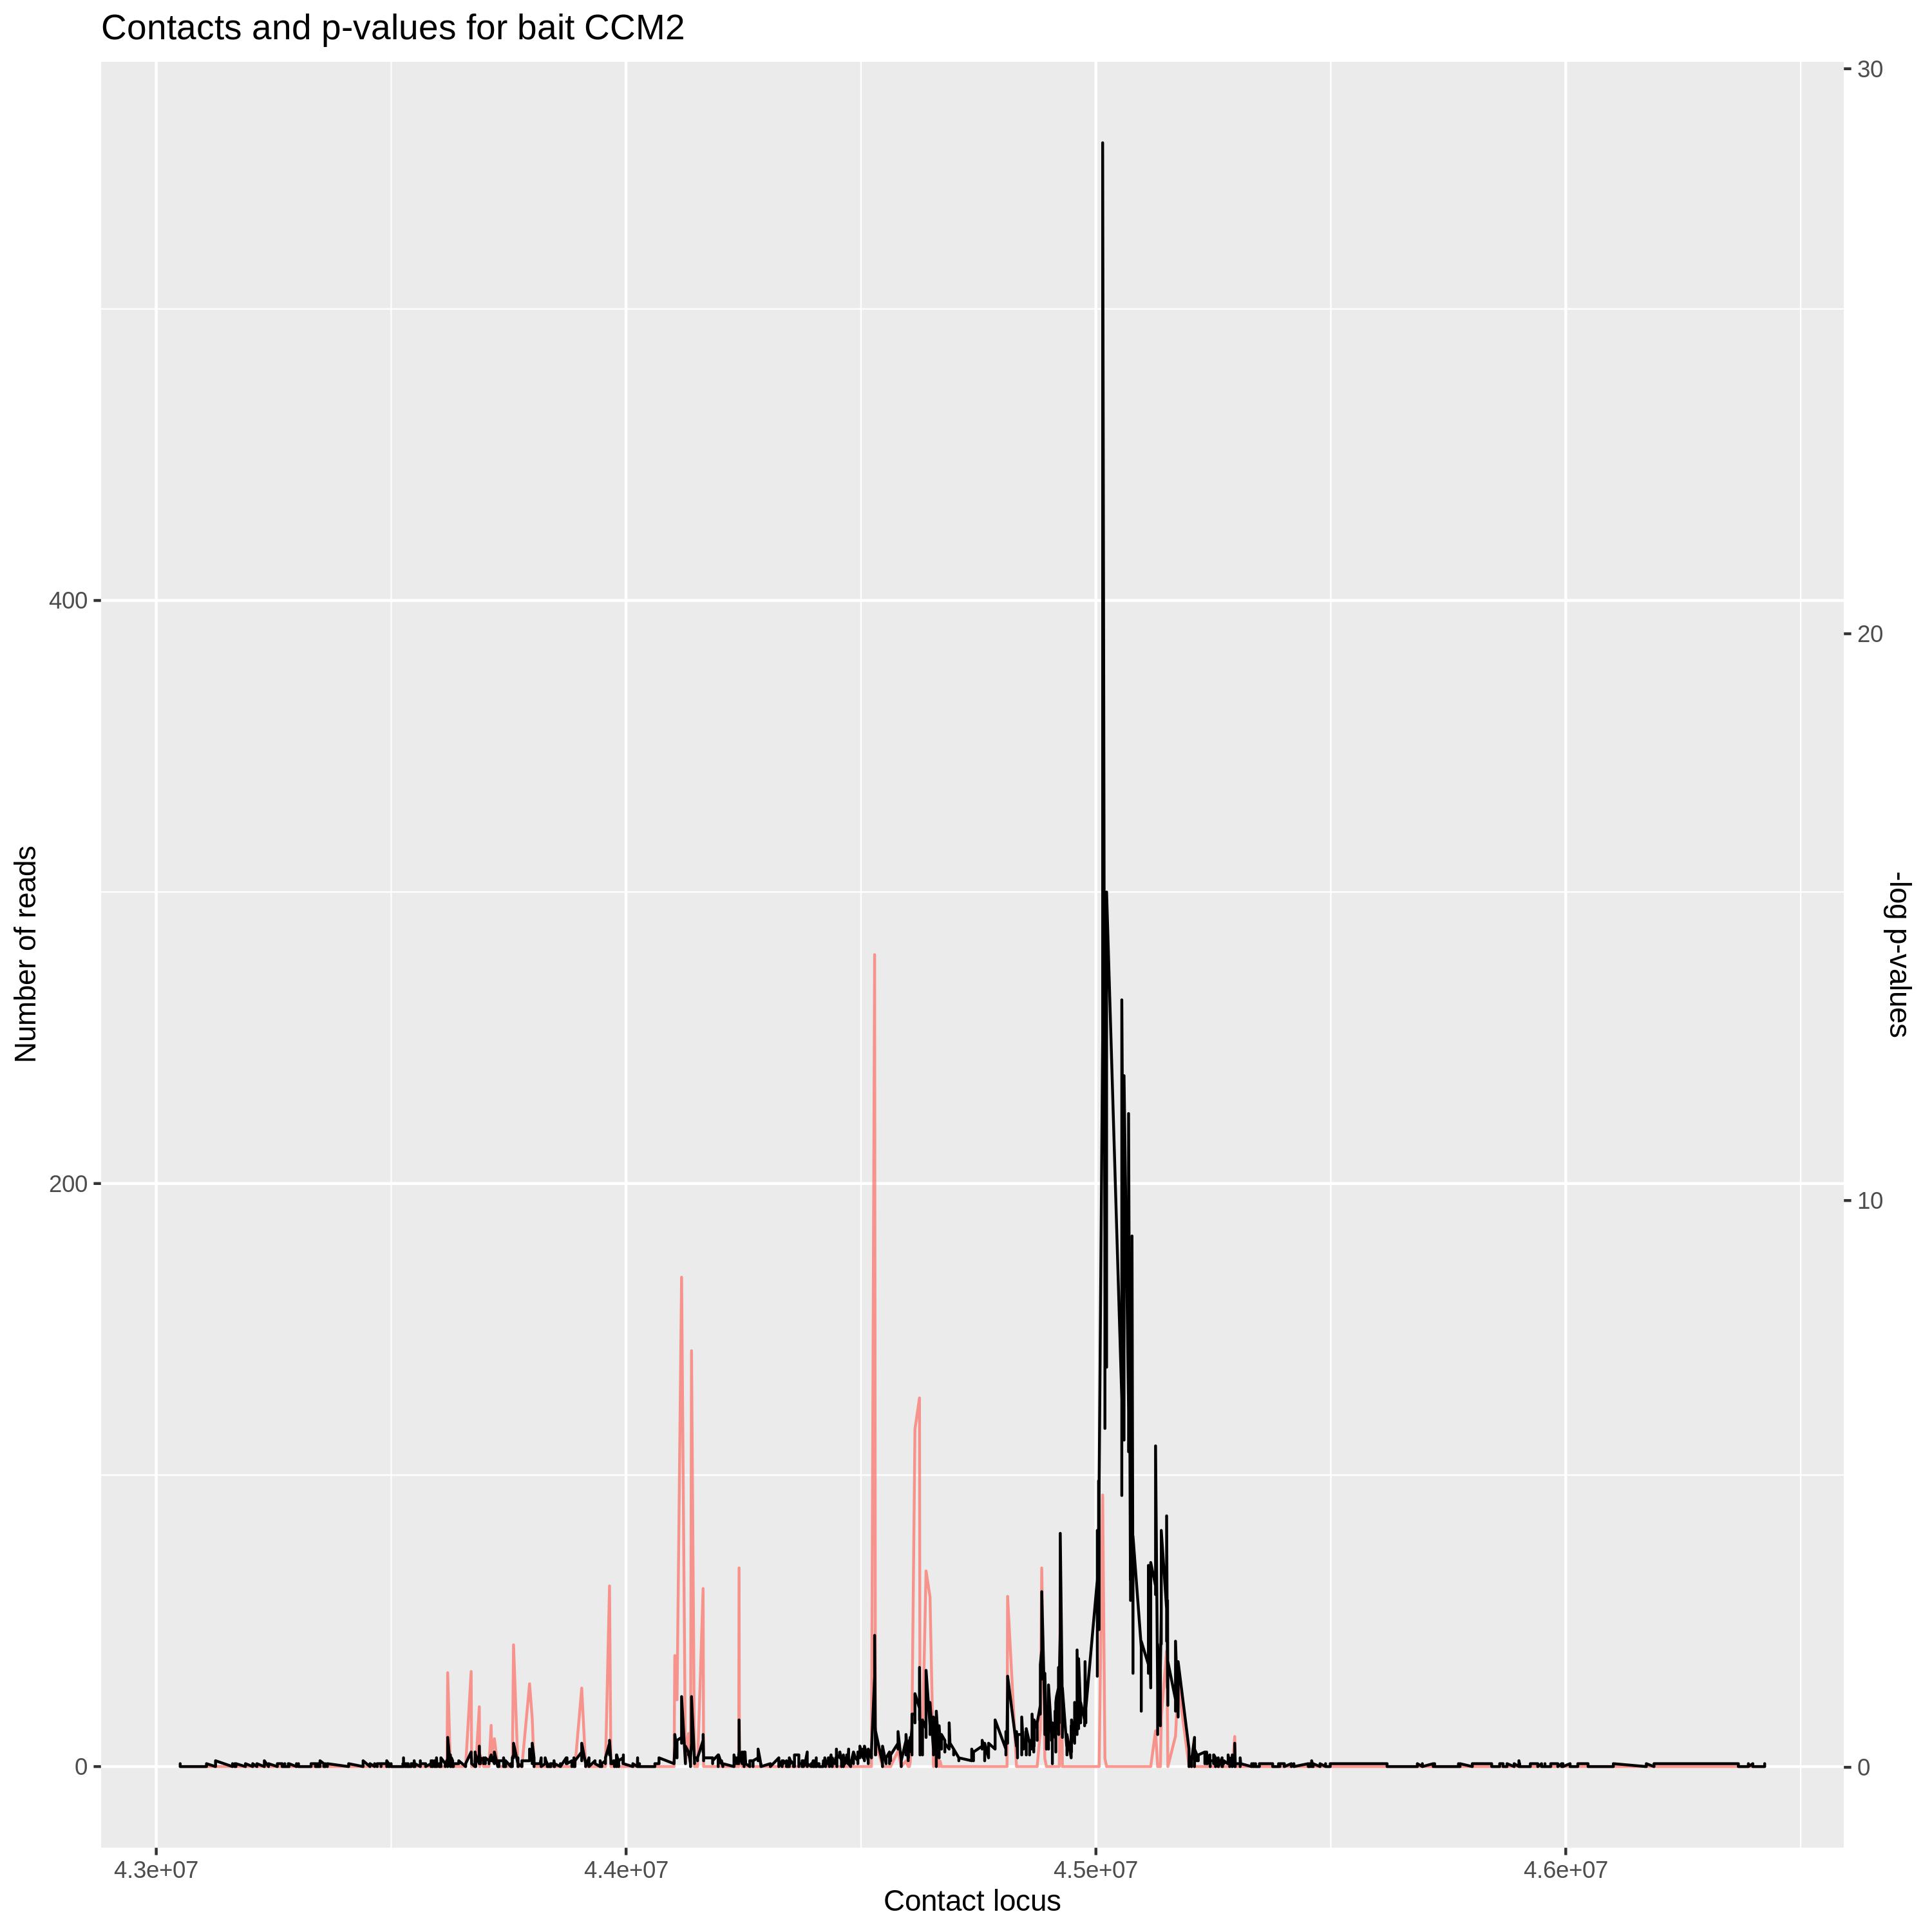 Contacts and p-values for bait CCM2
30
400
20
Number of reads
-log p-values
200
10
0
0
4.3e+07
4.4e+07
4.5e+07
4.6e+07
Contact locus